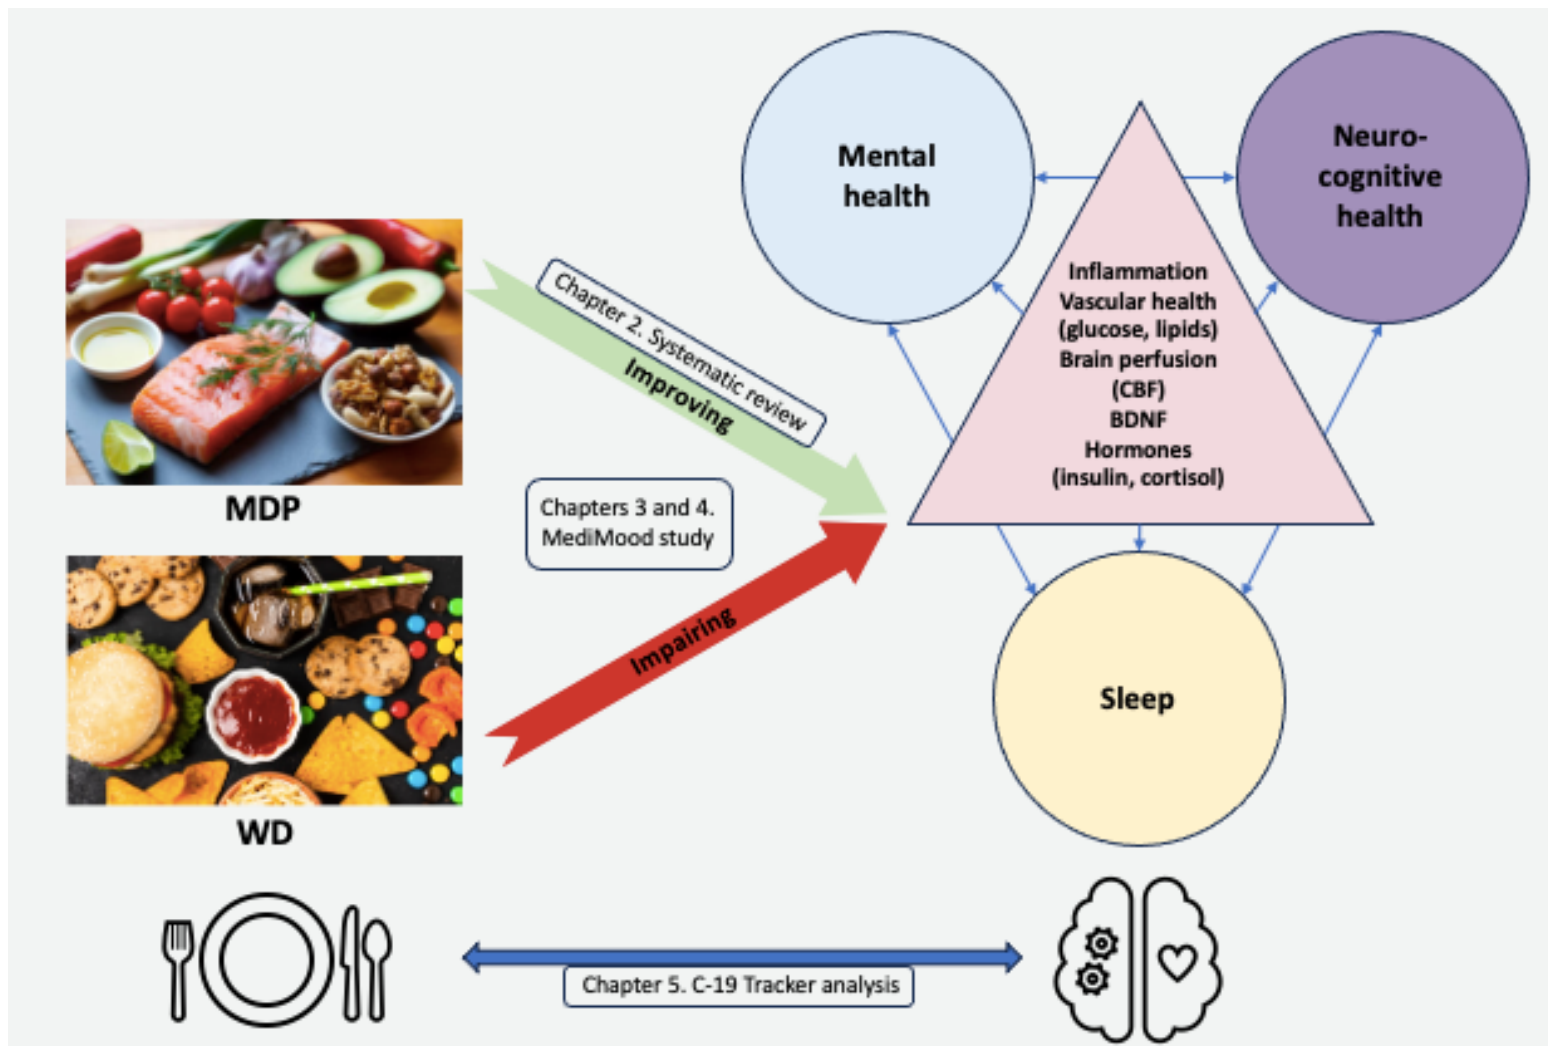 Mental
health
Neuro-
cognitive
health
Inflammation
Vascular health
(glucose, lipids)
Brain perfusion
(CBF)
BDNF
Hormones
(insulin, cortisol)
Chapter 2. Systematic review
Improving
MDP
Chapters 3 and 4.
MediMood study
Impairing
WD
Sleep
Chapter 5. C-19 Tracker analysis